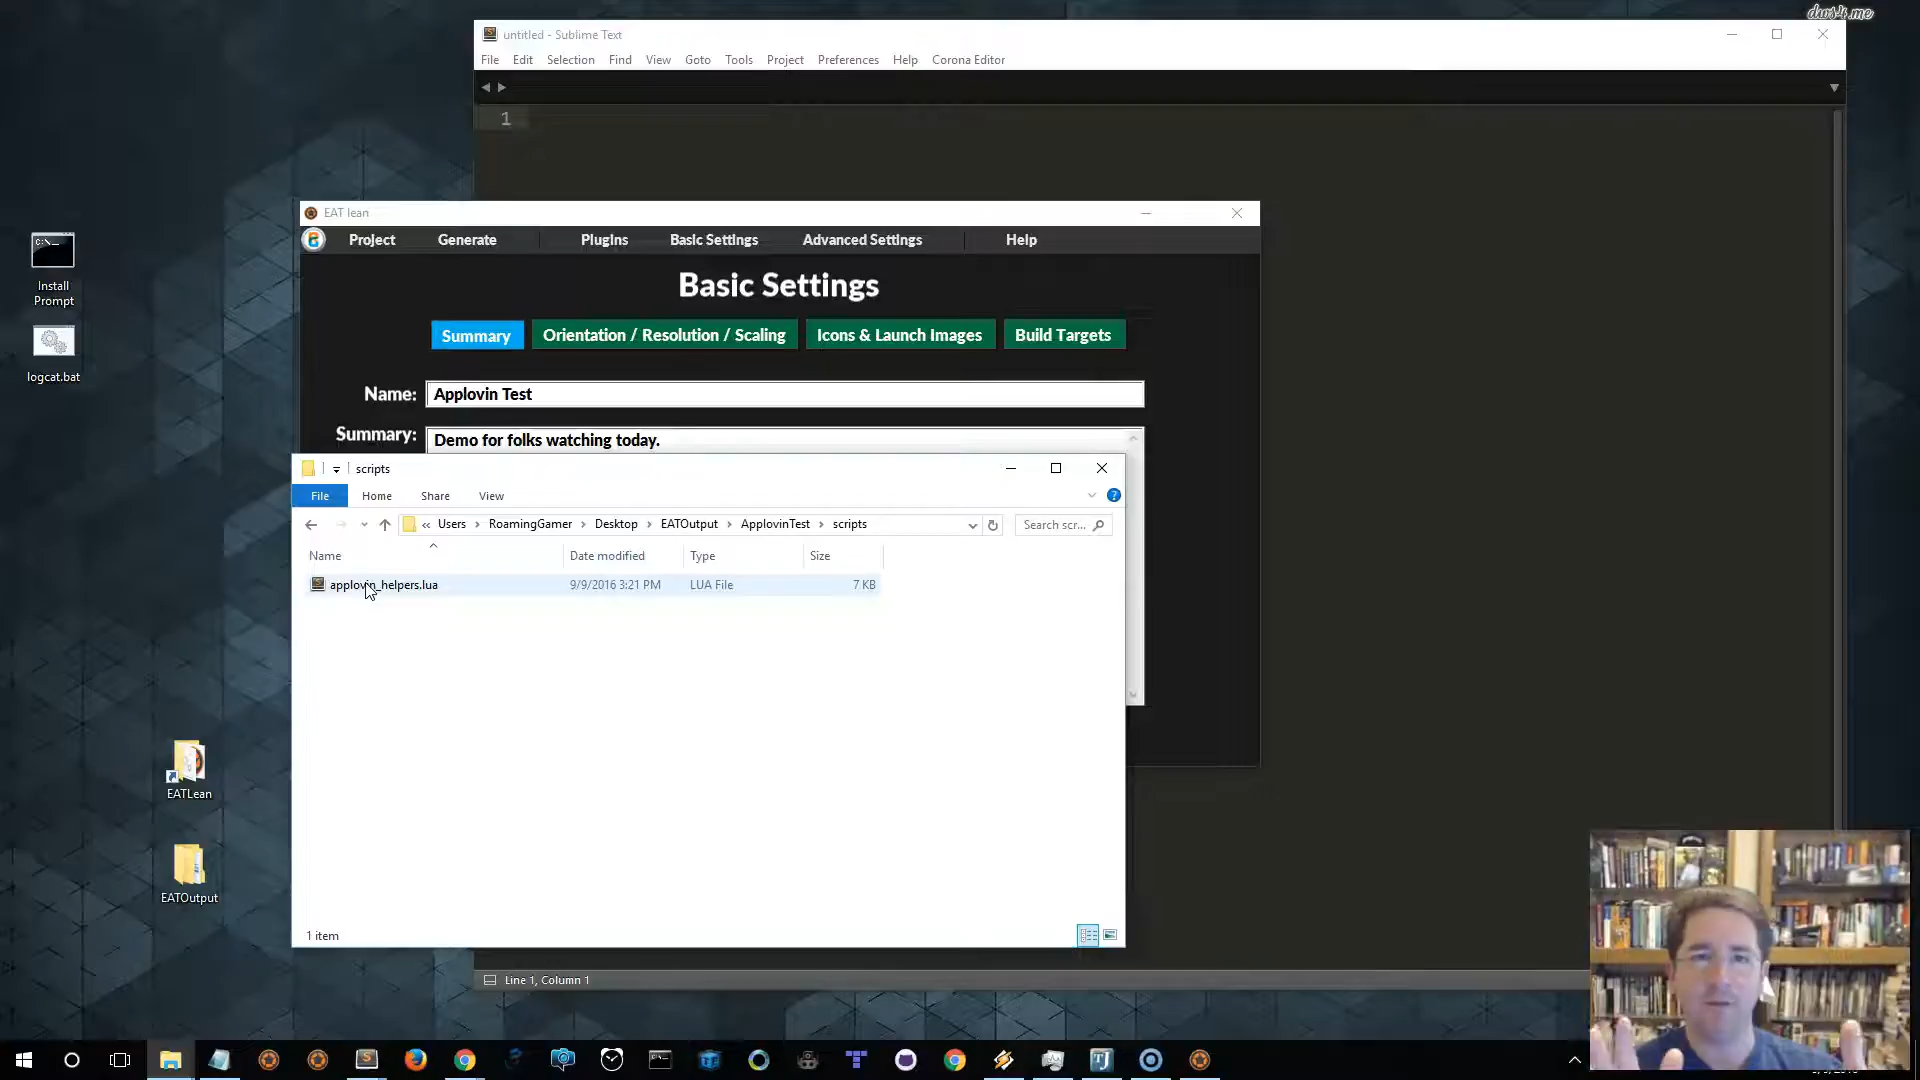 dws4.me
untitled - Sublime Text
File Edit Selection Find View Goto Tools Project Preferences Help Corona Editor
1
EAT lean
Project Generate Plugins Basic Settings Advanced Settings Help
Basic Settings
Summary Orientation / Resolution / Scaling Icons & Launch Images Build Targets
Name: Applovin Test
Summary: Demo for folks watching today.
Install
Prompt
logcat.bat
EATLean
EATOutput
scripts
File Home Share View
« Users > RoamingGamer > Desktop > EATOutput > ApplovinTest > scripts
Search scr...
Name Date modified Type Size
applovin_helpers.lua 9/9/2016 3:21 PM LUA File 7 KB
1 item
Line 1, Column 1